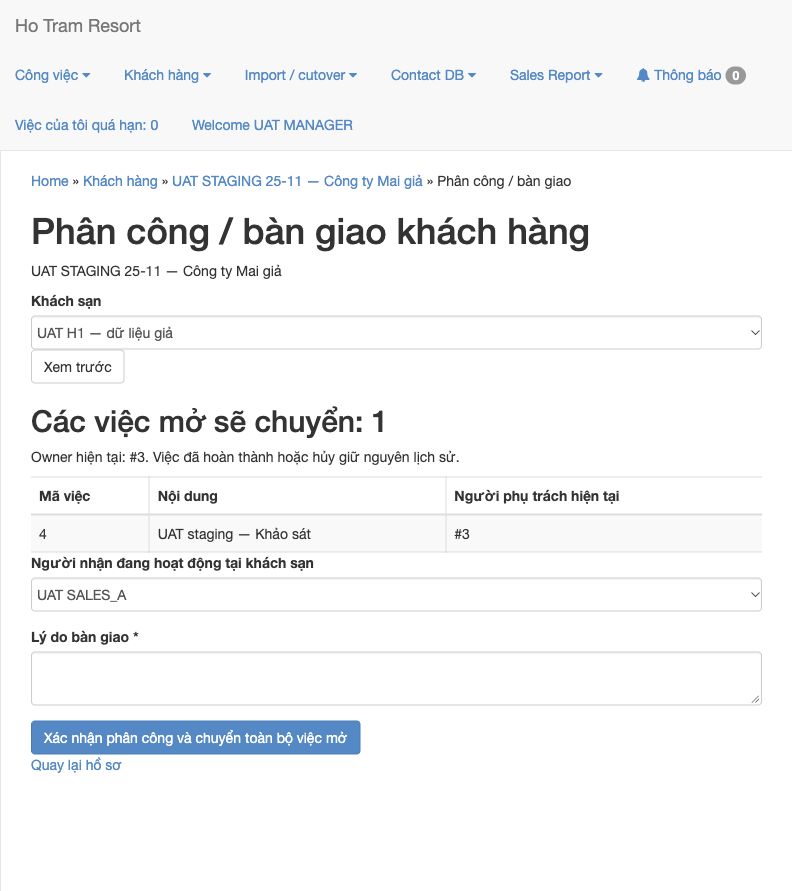 Ho Tram Resort
Công việc Khách hàng Import / cutover Contact DB Sales Report Thông báo 0
Việc của tôi quá hạn: 0 Welcome UAT MANAGER
Home » Khách hàng » UAT STAGING 25-11 — Công ty Mai giả » Phân công / bàn giao
Phân công / bàn giao khách hàng
UAT STAGING 25-11 — Công ty Mai giả
Khách sạn
UAT H1 — dữ liệu giả
Xem trước
Các việc mở sẽ chuyển: 1
Owner hiện tại: #3. Việc đã hoàn thành hoặc hủy giữ nguyên lịch sử.
Mã việc Nội dung Người phụ trách hiện tại
4 UAT staging — Khảo sát #3
Người nhận đang hoạt động tại khách sạn
UAT SALES_A
Lý do bàn giao *
Xác nhận phân công và chuyển toàn bộ việc mở
Quay lại hồ sơ